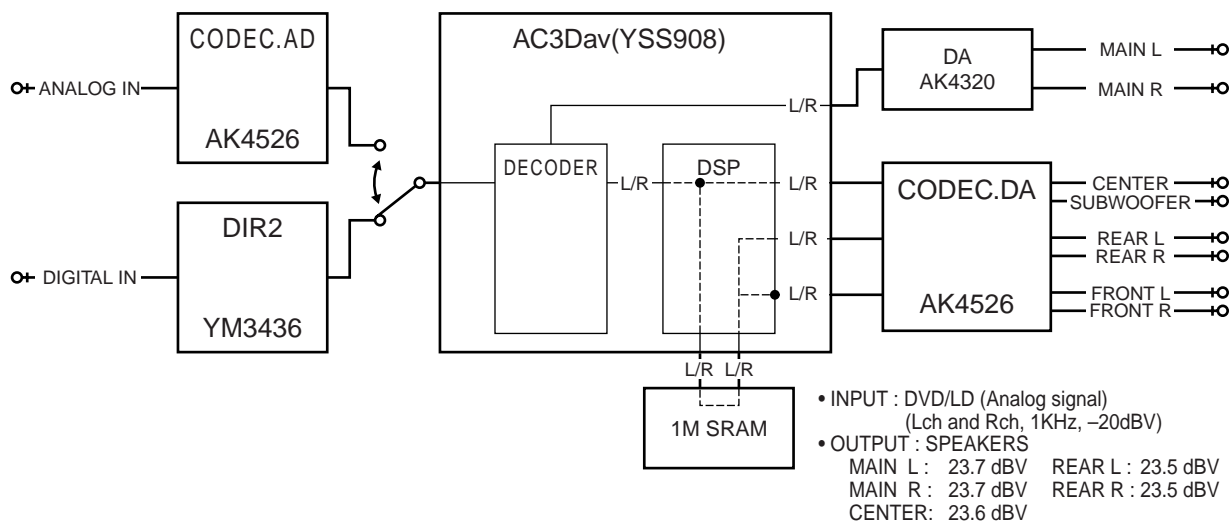 CODEC.AD
AK4526
ANALOG IN
DIR2
YM3436
DIGITAL IN
AC3Dav(YSS908)
DECODER
DSP
L/R
L/R
L/R
L/R
L/R
L/R L/R
1M SRAM
DA
AK4320
MAIN L
MAIN R
CODEC.DA
AK4526
CENTER
SUBWOOFER
REAR L
REAR R
FRONT L
FRONT R
• INPUT : DVD/LD (Analog signal)
(Lch and Rch, 1KHz, –20dBV)
• OUTPUT : SPEAKERS
MAIN L : 23.7 dBV REAR L : 23.5 dBV
MAIN R : 23.7 dBV REAR R : 23.5 dBV
CENTER: 23.6 dBV